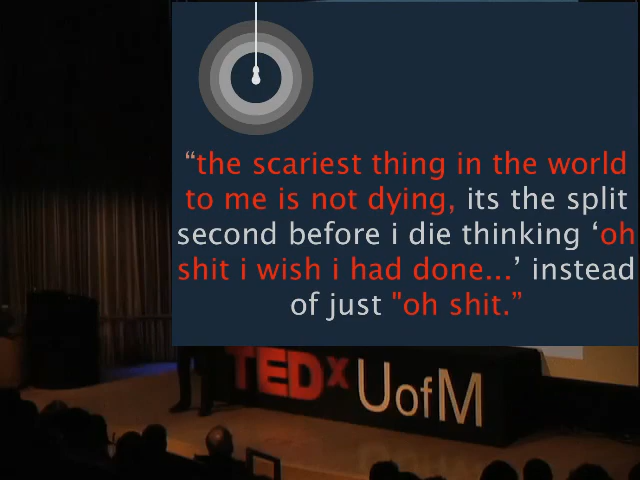 “the scariest thing in the world
to me is not dying, its the split
second before i die thinking ‘oh
shit i wish i had done...’ instead
of just "oh shit.”
TEDx UofM